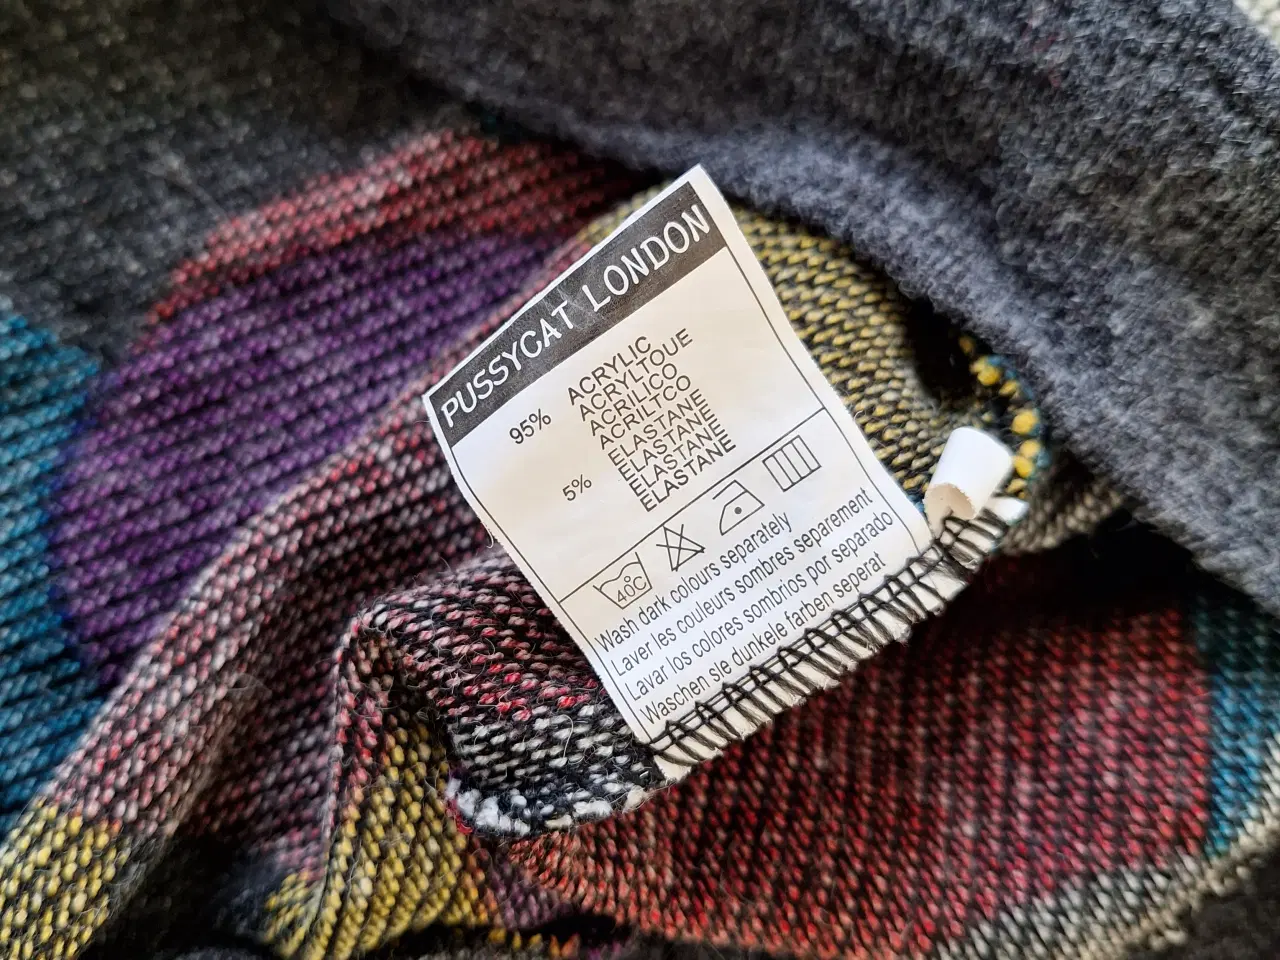 PUSSYCAT LONDON
95% ACRYLIC
ACRYLTOUE
ACRILICO
ACRILTCO
5% ELASTANE
ELASTANE
ELASTANE
ELASTANE
40C
Wash dark colours separately
Laver les couleurs sombres separement
Lavar los colores sombrios por separado
Waschen sie dunkele farben seperat